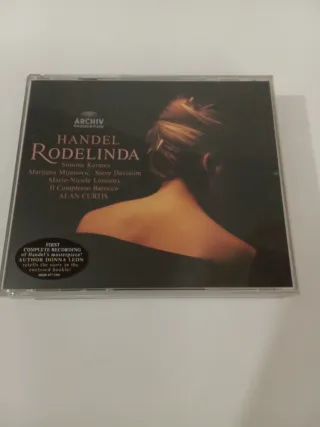 ARCHIV
PRODUKTION
HANDEL
RODELINDA
Simone Kermes
Marijana Mijanovic Steve Davislim
Marie-Nicole Lemieux
Il Complesso Barocco
ALAN CURTIS
FIRST
COMPLETE RECORDING
of Handel's masterpiece!
AUTHOR DONNA LEON
retells the story in the
enclosed booklet